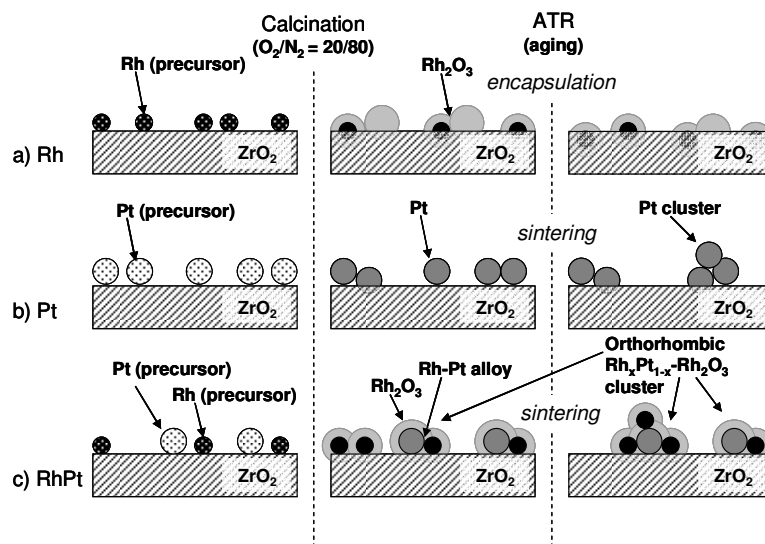 Calcination
(O₂/N₂ = 20/80)
ATR
(aging)
Rh (precursor)
Rh₂O₃
encapsulation
a) Rh
ZrO₂
ZrO₂
ZrO₂
Pt (precursor)
Pt
sintering
Pt cluster
b) Pt
ZrO₂
ZrO₂
ZrO₂
Pt (precursor)
Rh (precursor)
Rh₂O₃
Rh-Pt alloy
Orthorhombic
RhₓPt₁₋ₓ-Rh₂O₃
cluster
sintering
c) RhPt
ZrO₂
ZrO₂
ZrO₂